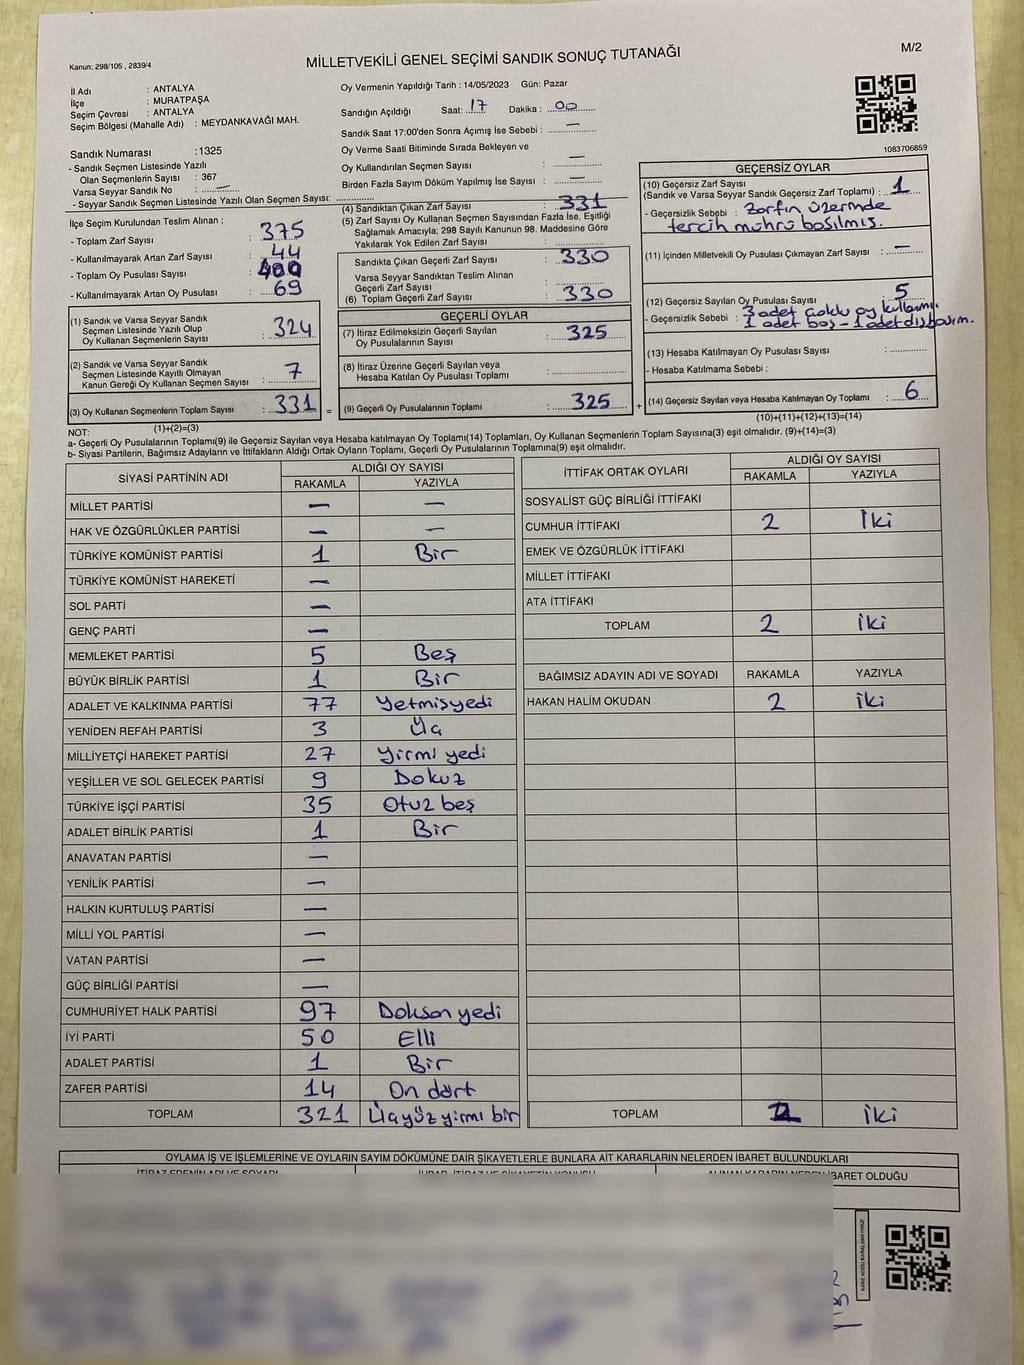 MİLLETVEKİLİ GENEL SEÇİMİ SANDIK SONUÇ TUTANAĞI
M/2
Kanun: 298/105 , 2839/4
İl Adı : ANTALYA
İlçe : MURATPAŞA
Seçim Çevresi : ANTALYA
Seçim Bölgesi (Mahalle Adı) : MEYDANKAVAĞI MAH.
Sandık Numarası :1325
- Sandık Seçmen Listesinde Yazılı
Olan Seçmenlerin Sayısı : 367
Varsa Seyyar Sandık No : —
- Seyyar Sandık Seçmen Listesinde Yazılı Olan Seçmen Sayısı:
Oy Vermenin Yapıldığı Tarih : 14/05/2023 Gün: Pazar
Sandığın Açıldığı Saat: 17 Dakika : 00
Sandık Saat 17:00'den Sonra Açımış İse Sebebi : —
Oy Verme Saati Bitiminde Sırada Bekleyen ve
Oy Kullandırılan Seçmen Sayısı : —
Birden Fazla Sayım Döküm Yapılmış İse Sayısı : —
1083706859
İlçe Seçim Kurulundan Teslim Alınan :
- Toplam Zarf Sayısı : 375
- Kullanılmayarak Artan Zarf Sayısı : 44
- Toplam Oy Pusulası Sayısı : 400
- Kullanılmayarak Artan Oy Pusulası : 69
(1) Sandık ve Varsa Seyyar Sandık
Seçmen Listesinde Yazılı Olup
Oy Kullanan Seçmenlerin Sayısı : 324
(2) Sandık ve Varsa Seyyar Sandık
Seçmen Listesinde Kayıtlı Olmayan
Kanun Gereği Oy Kullanan Seçmen Sayısı : 7
(3) Oy Kullanan Seçmenlerin Toplam Sayısı : 331 =
(1)+(2)=(3)
(4) Sandıktan Çıkan Zarf Sayısı : 331
(5) Zarf Sayısı Oy Kullanan Seçmen Sayısından Fazla İse, Eşitliği
Sağlamak Amacıyla; 298 Sayılı Kanunun 98. Maddesine Göre
Yakılarak Yok Edilen Zarf Sayısı :
Sandıkta Çıkan Geçerli Zarf Sayısı : 330
Varsa Seyyar Sandıktan Teslim Alınan
Geçerli Zarf Sayısı :
(6) Toplam Geçerli Zarf Sayısı : 330
GEÇERLİ OYLAR
(7) İtiraz Edilmeksizin Geçerli Sayılan
Oy Pusulalarının Sayısı : 325
(8) İtiraz Üzerine Geçerli Sayılan veya
Hesaba Katılan Oy Pusulası Toplamı :
(9) Geçerli Oy Pusulalarının Toplamı : 325 +
GEÇERSİZ OYLAR
(10) Geçersiz Zarf Sayısı
(Sandık ve Varsa Seyyar Sandık Geçersiz Zarf Toplamı) : 1
- Geçersizlik Sebebi : Zarfın üzerinde
tercih mührü basılmış.
(11) İçinden Milletvekili Oy Pusulası Çıkmayan Zarf Sayısı : —
(12) Geçersiz Sayılan Oy Pusulası Sayısı : 5
- Geçersizlik Sebebi : 3 adet çoklu oy kullanımı.
1 adet boş - 1 adet dış basım.
(13) Hesaba Katılmayan Oy Pusulası Sayısı :
- Hesaba Katılmama Sebebi :
(14) Geçersiz Sayılan veya Hesaba Katılmayan Oy Toplamı : 6
(10)+(11)+(12)+(13)=(14)
NOT:
a- Geçerli Oy Pusulalarının Toplamı(9) ile Geçersiz Sayılan veya Hesaba katılmayan Oy Toplamı(14) Toplamları, Oy Kullanan Seçmenlerin Toplam Sayısına(3) eşit olmalıdır. (9)+(14)=(3)
b- Siyasi Partilerin, Bağımsız Adayların ve İttifakların Aldığı Ortak Oyların Toplamı, Geçerli Oy Pusulalarının Toplamına(9) eşit olmalıdır.
SİYASİ PARTİNİN ADI ALDIĞI OY SAYISI
RAKAMLA YAZIYLA
MİLLET PARTİSİ — —
HAK VE ÖZGÜRLÜKLER PARTİSİ — —
TÜRKİYE KOMÜNİST PARTİSİ 1 Bir
TÜRKİYE KOMÜNİST HAREKETİ —
SOL PARTİ —
GENÇ PARTİ —
MEMLEKET PARTİSİ 5 Beş
BÜYÜK BİRLİK PARTİSİ 1 Bir
ADALET VE KALKINMA PARTİSİ 77 Yetmişyedi
YENİDEN REFAH PARTİSİ 3 Üç
MİLLİYETÇİ HAREKET PARTİSİ 27 Yirmi yedi
YEŞİLLER VE SOL GELECEK PARTİSİ 9 Dokuz
TÜRKİYE İŞÇİ PARTİSİ 35 Otuz beş
ADALET BİRLİK PARTİSİ 1 Bir
ANAVATAN PARTİSİ —
YENİLİK PARTİSİ —
HALKIN KURTULUŞ PARTİSİ —
MİLLİ YOL PARTİSİ —
VATAN PARTİSİ —
GÜÇ BİRLİĞİ PARTİSİ —
CUMHURİYET HALK PARTİSİ 97 Doksan yedi
İYİ PARTİ 50 Elli
ADALET PARTİSİ 1 Bir
ZAFER PARTİSİ 14 On dört
TOPLAM 321 Üçyüz yirmi bir
İTTİFAK ORTAK OYLARI ALDIĞI OY SAYISI
RAKAMLA YAZIYLA
SOSYALİST GÜÇ BİRLİĞİ İTTİFAKI
CUMHUR İTTİFAKI 2 İki
EMEK VE ÖZGÜRLÜK İTTİFAKI
MİLLET İTTİFAKI
ATA İTTİFAKI
TOPLAM 2 İki
BAĞIMSIZ ADAYIN ADI VE SOYADI RAKAMLA YAZIYLA
HAKAN HALİM OKUDAN 2 İki
TOPLAM 2 İki
OYLAMA İŞ VE İŞLEMLERİNE VE OYLARIN SAYIM DÖKÜMÜNE DAİR ŞİKAYETLERLE BUNLARA AİT KARARLARIN NELERDEN İBARET BULUNDUKLARI
İTİRAZ EDENİN ADI VE SOYADI İHBAR, İTİRAZ VE ŞİKAYETİN KONUSU ALINAN KARARIN NEDEN İBARET OLDUĞU